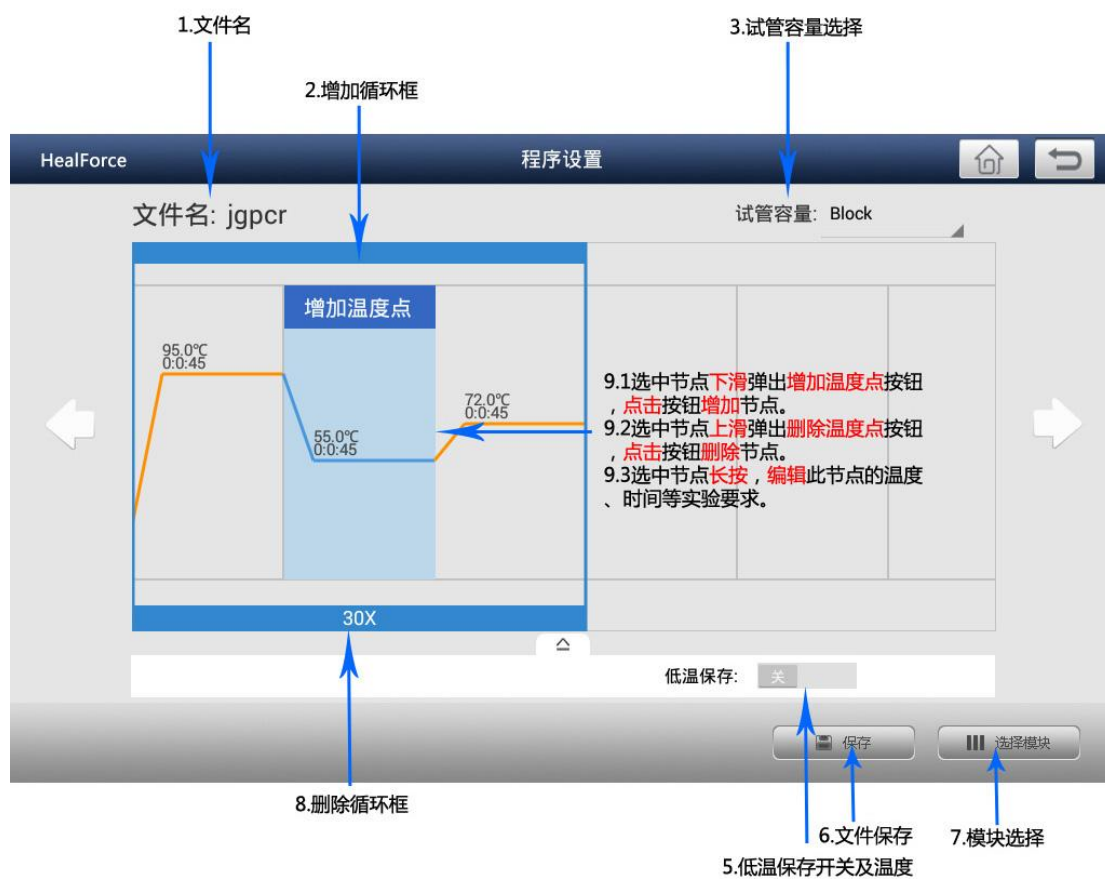 1.文件名
3.试管容量选择
2.增加循环框
HealForce
程序设置
文件名: jgpcr
试管容量: Block
增加温度点
95.0℃
0:0:45
55.0℃
0:0:45
72.0℃
0:0:45
9.1选中节点下滑弹出增加温度点按钮
，点击按钮增加节点。
9.2选中节点上滑弹出删除温度点按钮
，点击按钮删除节点。
9.3选中节点长按，编辑此节点的温度
、时间等实验要求。
30X
低温保存: 关
保存
选择模块
8.删除循环框
6.文件保存
7.模块选择
5.低温保存开关及温度